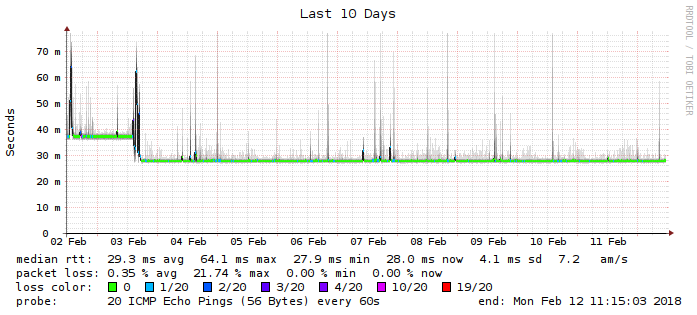 Last 10 Days
RRDTOOL / TOBI OETIKER
Seconds
70 m
60 m
50 m
40 m
30 m
20 m
10 m
0
02 Feb 03 Feb 04 Feb 05 Feb 06 Feb 07 Feb 08 Feb 09 Feb 10 Feb 11 Feb
median rtt: 29.3 ms avg 64.1 ms max 27.9 ms min 28.0 ms now 4.1 ms sd 7.2 am/s
packet loss: 0.35 % avg 21.74 % max 0.00 % min 0.00 % now
loss color: 0 1/20 2/20 3/20 4/20 10/20 19/20
probe: 20 ICMP Echo Pings (56 Bytes) every 60s end: Mon Feb 12 11:15:03 2018